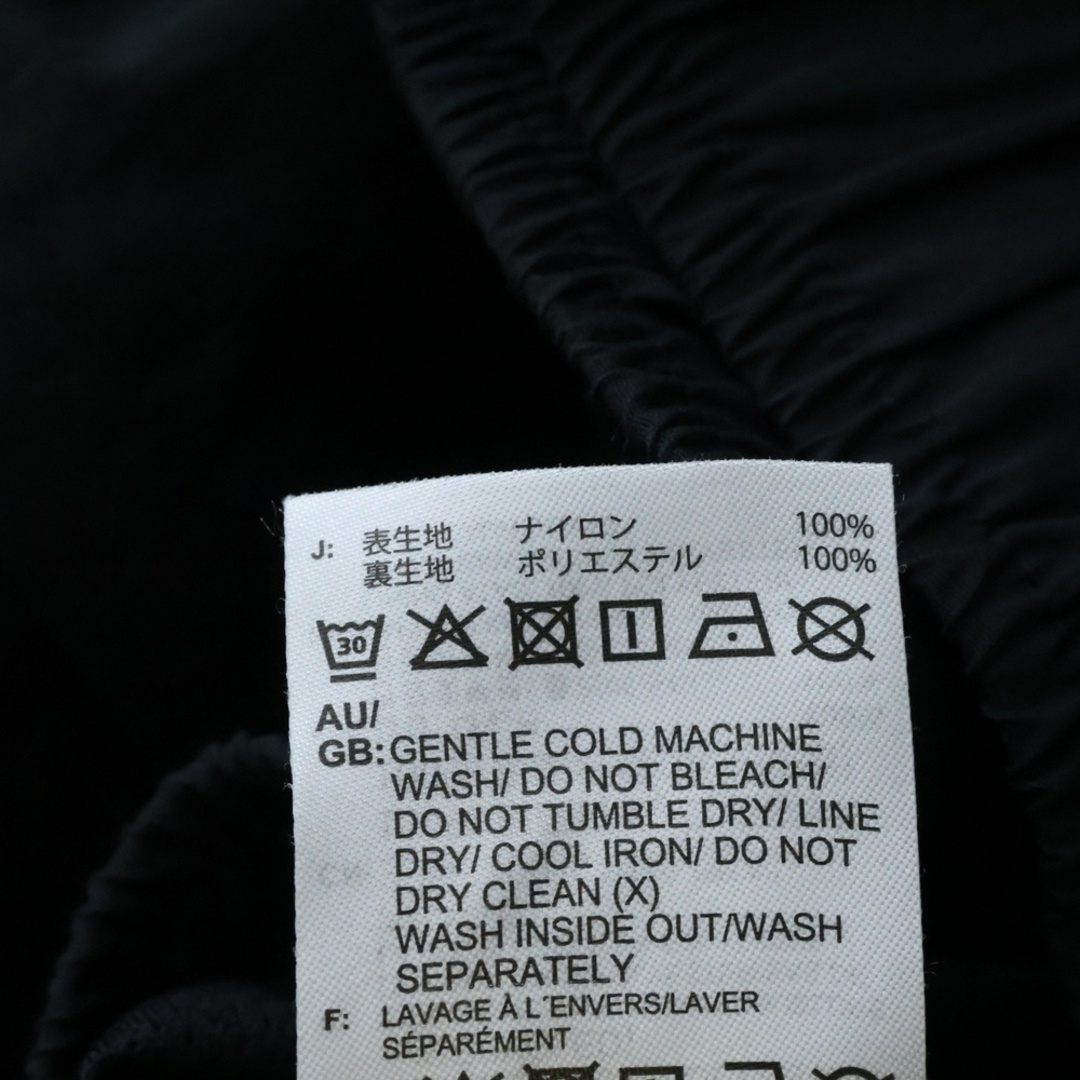 J: 表生地 ナイロン 100%
裏生地 ポリエステル 100%
30
AU/
GB: GENTLE COLD MACHINE
WASH/ DO NOT BLEACH/
DO NOT TUMBLE DRY/ LINE
DRY/ COOL IRON/ DO NOT
DRY CLEAN (X)
WASH INSIDE OUT/WASH
SEPARATELY
F: LAVAGE À L´ENVERS/LAVER
SÉPARÉMENT